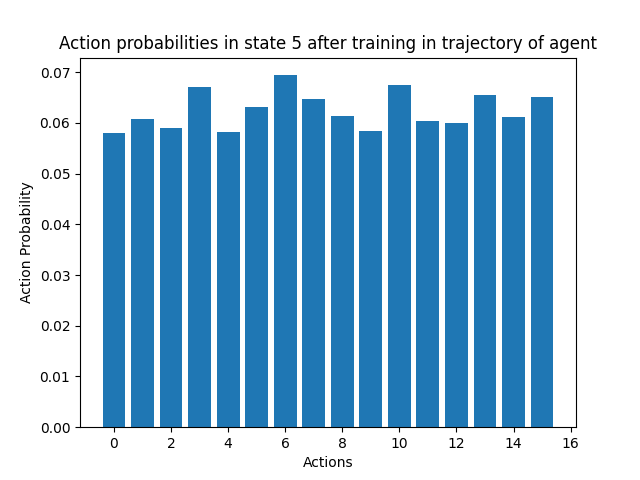 Action probabilities in state 5 after training in trajectory of agent
0.07
0.06
0.05
0.04
0.03
0.02
0.01
0.00
Action Probability
0 2 4 6 8 10 12 14 16
Actions